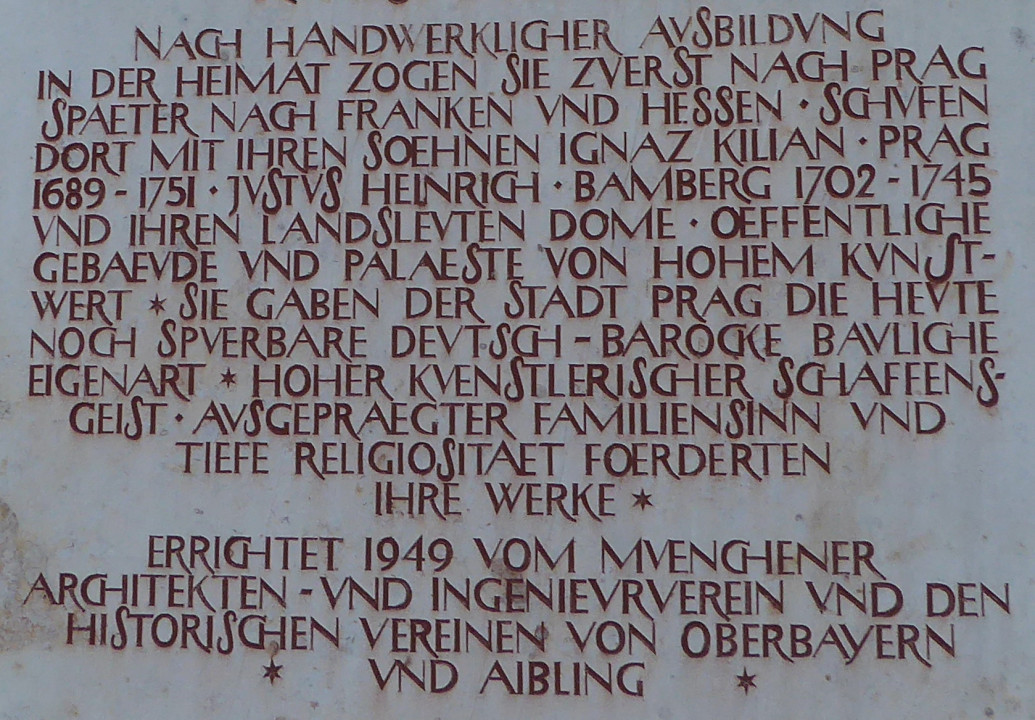 NACH HANDWERKLICHER AVSBILDVNG
IN DER HEIMAT ZOGEN SIE ZVERST NACH PRAG
SPAETER NACH FRANKEN VND HESSEN · SCHVFEN
DORT MIT IHREN SOEHNEN IGNAZ KILIAN · PRAG
1689 - 1751 · JVSTVS HEINRICH · BAMBERG 1702 - 1745
VND IHREN LANDSLEVTEN DOME · OEFFENTLICHE
GEBAEVDE VND PALAESTE VON HOHEM KVNST-
WERT * SIE GABEN DER STADT PRAG DIE HEVTE
NOCH SPVERBARE DEVTSCH - BAROCKE BAVLICHE
EIGENART * HOHER KVENSTLERISCHER SCHAFFENS-
GEIST · AVSGEPRAEGTER FAMILIENSINN VND
TIEFE RELIGIOSITAET FOERDERTEN
IHRE WERKE *
ERRICHTET 1949 VOM MVENCHENER
ARCHITEKTEN - VND INGENIEVRVEREIN VND DEN
HISTORISCHEN VEREINEN VON OBERBAYERN
* VND AIBLING *